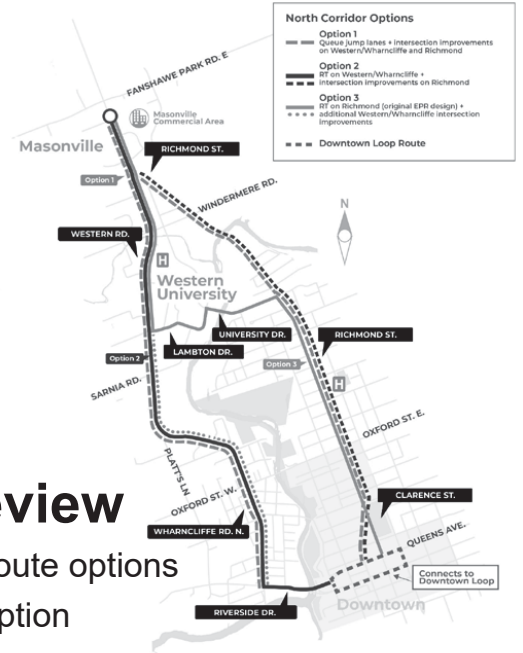 North Corridor Options
Option 1
Queue jump lanes + intersection improvements
on Western/Wharncliffe and Richmond
Option 2
RT on Western/Wharncliffe +
intersection improvements on Richmond
Option 3
RT on Richmond (original EPR design) +
additional Western/Wharncliffe intersection
improvements
Downtown Loop Route
FANSHAWE PARK RD. E
Masonville
Commercial Area
Masonville
RICHMOND ST.
Option 1
WINDERMERE RD.
N
WESTERN RD.
H
Western
University
UNIVERSITY DR.
RICHMOND ST.
LAMBTON DR.
Option 2
Option 3
H
SARNIA RD.
OXFORD ST. E.
PLATT'S LN
eview
CLARENCE ST.
OXFORD ST. W.
WHARNCLIFFE RD. N.
QUEENS AVE.
oute options
Connects to
Downtown Loop
Downtown
ption
RIVERSIDE DR.